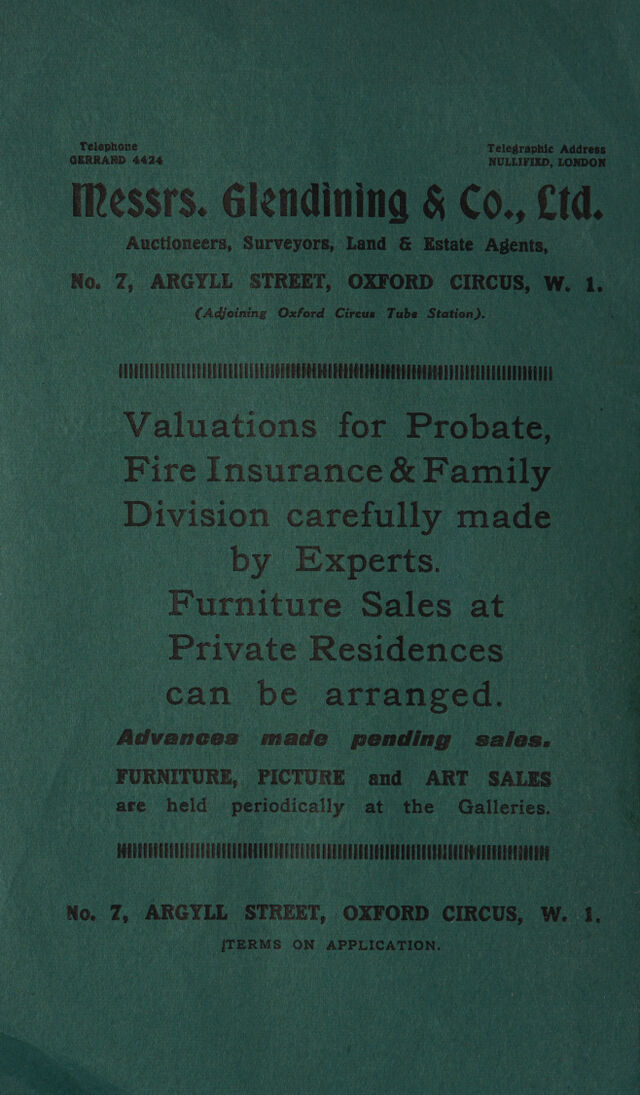 Telephone
GERRARD 4424
Telegraphic Address
NULLIFIED, LONDON
Messrs. Glendining & Co., Ltd.
Auctioneers, Surveyors, Land & Estate Agents,
No. 7, ARGYLL STREET, OXFORD CIRCUS, W. 1.
(Adjoining Oxford Circus Tube Station).
Valuations for Probate,
Fire Insurance & Family
Division carefully made
by Experts.
Furniture Sales at
Private Residences
can be arranged.
Advances made pending sales.
FURNITURE, PICTURE and ART SALES
are held periodically at the Galleries.
No. 7, ARGYLL STREET, OXFORD CIRCUS, W. 1.
TERMS ON APPLICATION.